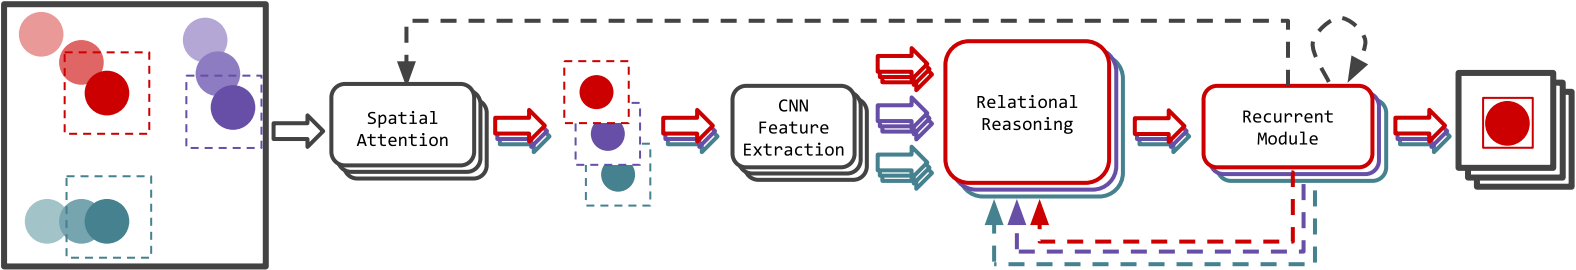 Spatial
Attention
CNN
Feature
Extraction
Relational
Reasoning
Recurrent
Module